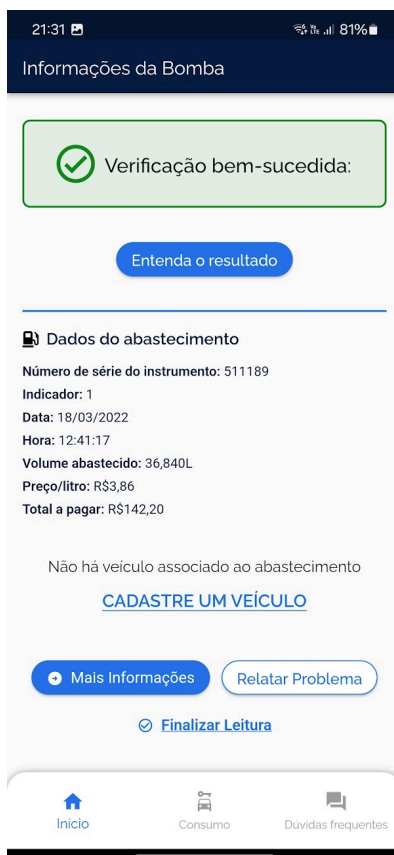 21:31
81%
Informações da Bomba
Verificação bem-sucedida:
Entenda o resultado
Dados do abastecimento
Número de série do instrumento: 511189
Indicador: 1
Data: 18/03/2022
Hora: 12:41:17
Volume abastecido: 36,840L
Preço/litro: R$3,86
Total a pagar: R$142,20
Não há veículo associado ao abastecimento
CADASTRE UM VEÍCULO
Mais Informações
Relatar Problema
Finalizar Leitura
Início
Consumo
Dúvidas frequentes